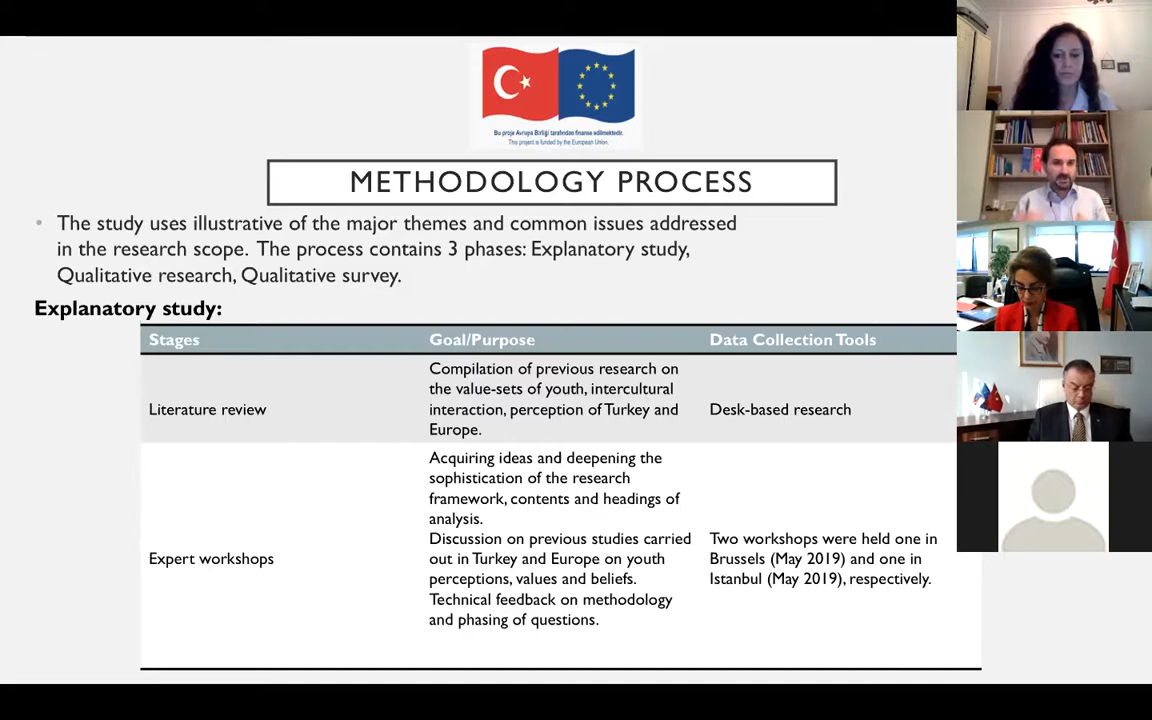 Bu proje Avrupa Birliği tarafından finanse edilmektedir.
This project is funded by the European Union.
METHODOLOGY PROCESS
• The study uses illustrative of the major themes and common issues addressed
in the research scope. The process contains 3 phases: Explanatory study,
Qualitative research, Qualitative survey.
Explanatory study:
Stages Goal/Purpose Data Collection Tools
Literature review
Compilation of previous research on
the value-sets of youth, intercultural
interaction, perception of Turkey and
Europe.
Desk-based research
Expert workshops
Acquiring ideas and deepening the
sophistication of the research
framework, contents and headings of
analysis.
Discussion on previous studies carried
out in Turkey and Europe on youth
perceptions, values and beliefs.
Technical feedback on methodology
and phasing of questions.
Two workshops were held one in
Brussels (May 2019) and one in
Istanbul (May 2019), respectively.